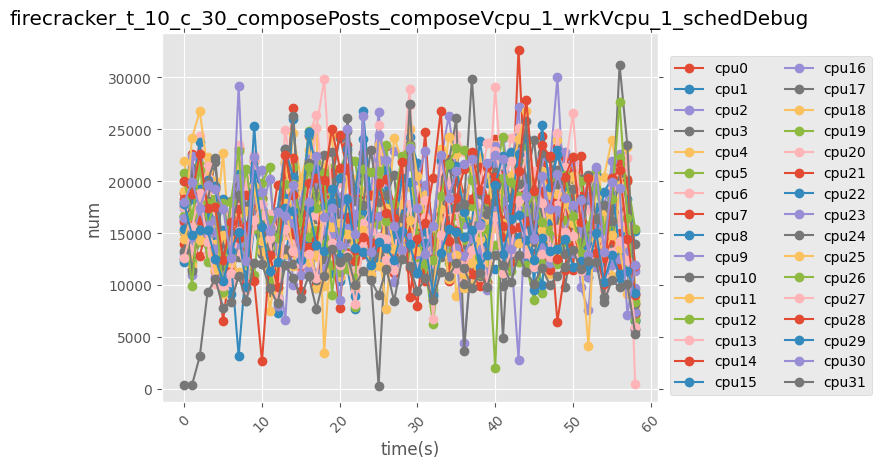 firecracker_t_10_c_30_composePosts_composeVcpu_1_wrkVcpu_1_schedDebug
num
30000
25000
20000
15000
10000
5000
0
0 10 20 30 40 50 60
time(s)
cpu0 cpu16
cpu1 cpu17
cpu2 cpu18
cpu3 cpu19
cpu4 cpu20
cpu5 cpu21
cpu6 cpu22
cpu7 cpu23
cpu8 cpu24
cpu9 cpu25
cpu10 cpu26
cpu11 cpu27
cpu12 cpu28
cpu13 cpu29
cpu14 cpu30
cpu15 cpu31